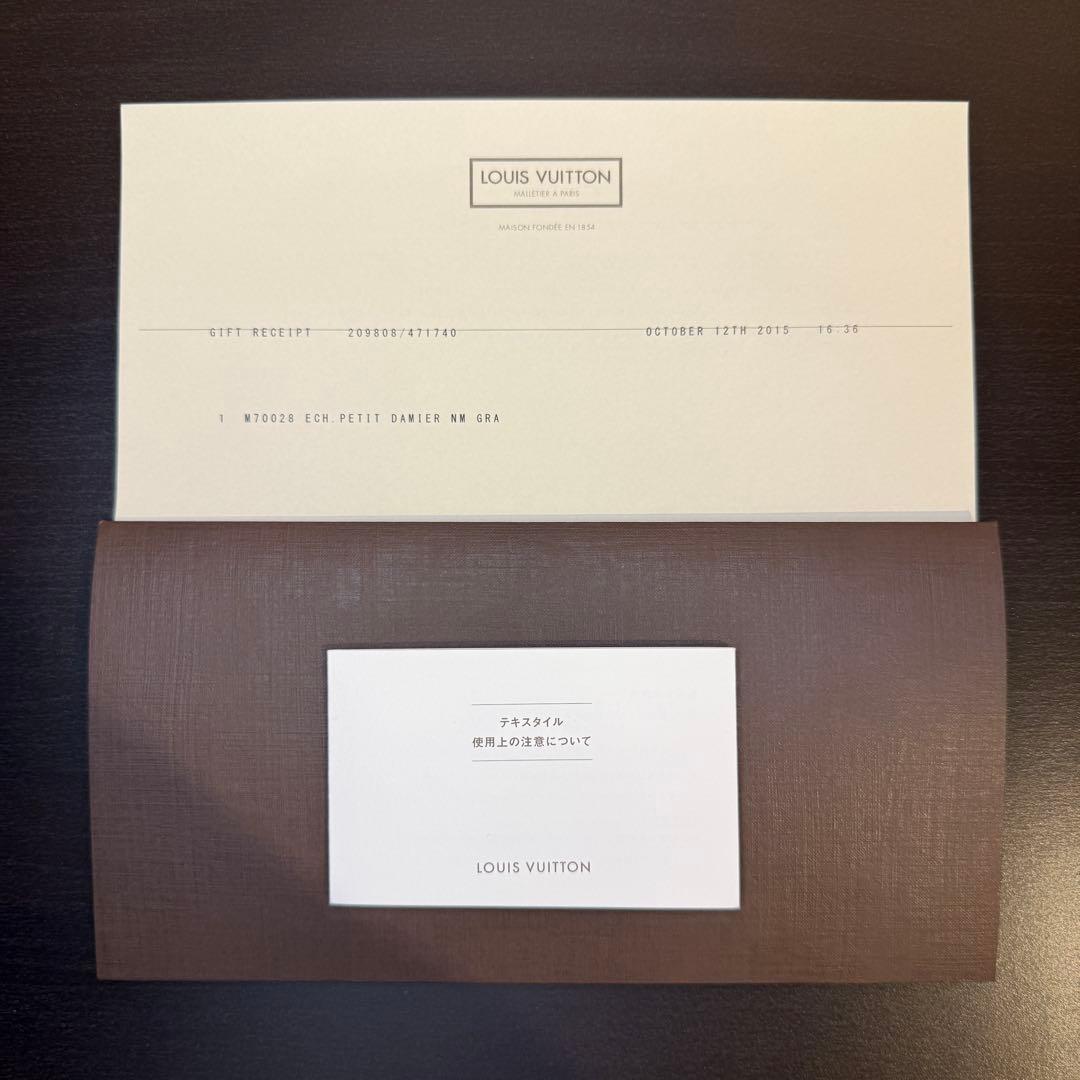 LOUIS VUITTON
MALLETIER À PARIS
MAISON FONDÉE EN 1854
GIFT RECEIPT 209808/471740 OCTOBER 12TH 2015 16.36
1 M70028 ECH.PETIT DAMIER NM GRA
テキスタイル
使用上の注意について
LOUIS VUITTON